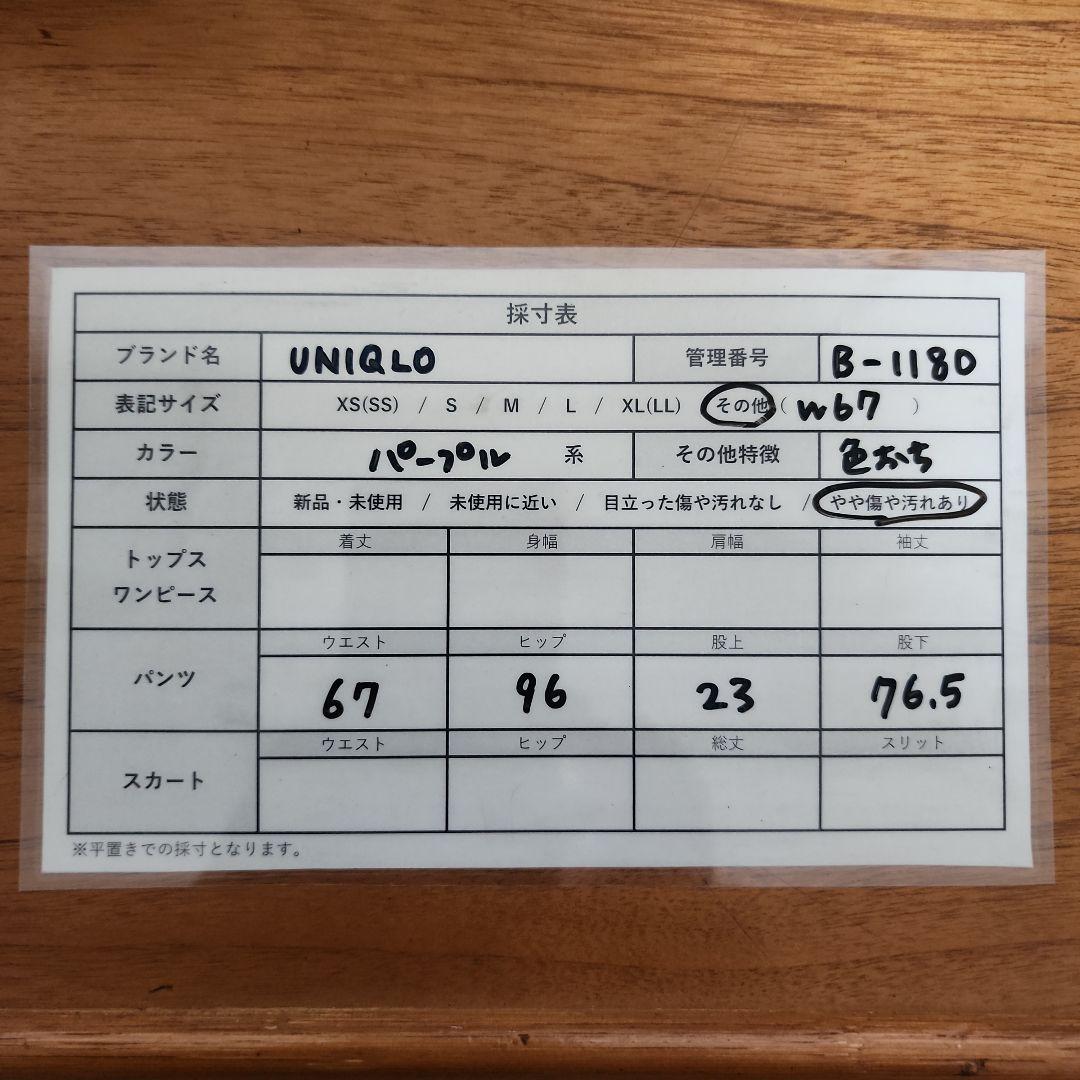 採寸表
ブランド名 UNIQLO 管理番号 B-1180
表記サイズ XS(SS) / S / M / L / XL(LL) その他 ( W67 )
カラー パープル 系 その他特徴 色おち
状態 新品・未使用 / 未使用に近い / 目立った傷や汚れなし / やや傷や汚れあり
トップス
ワンピース
着丈 身幅 肩幅 袖丈
パンツ
ウエスト ヒップ 股上 股下
67 96 23 76.5
スカート
ウエスト ヒップ 総丈 スリット
※平置きでの採寸となります。